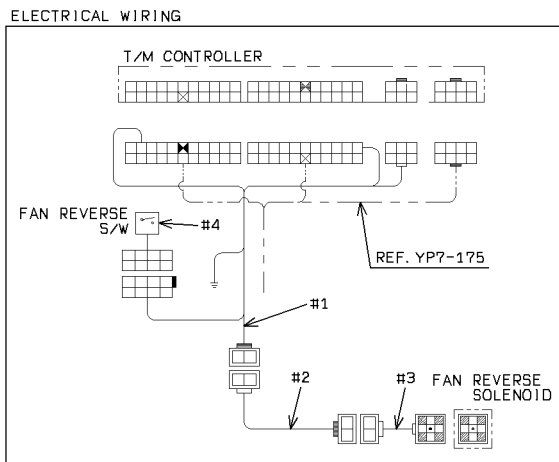 ELECTRICAL WIRING
T/M CONTROLLER
FAN REVERSE
S/W
#4
REF. YP7-175
#1
#2
#3
FAN REVERSE
SOLENOID